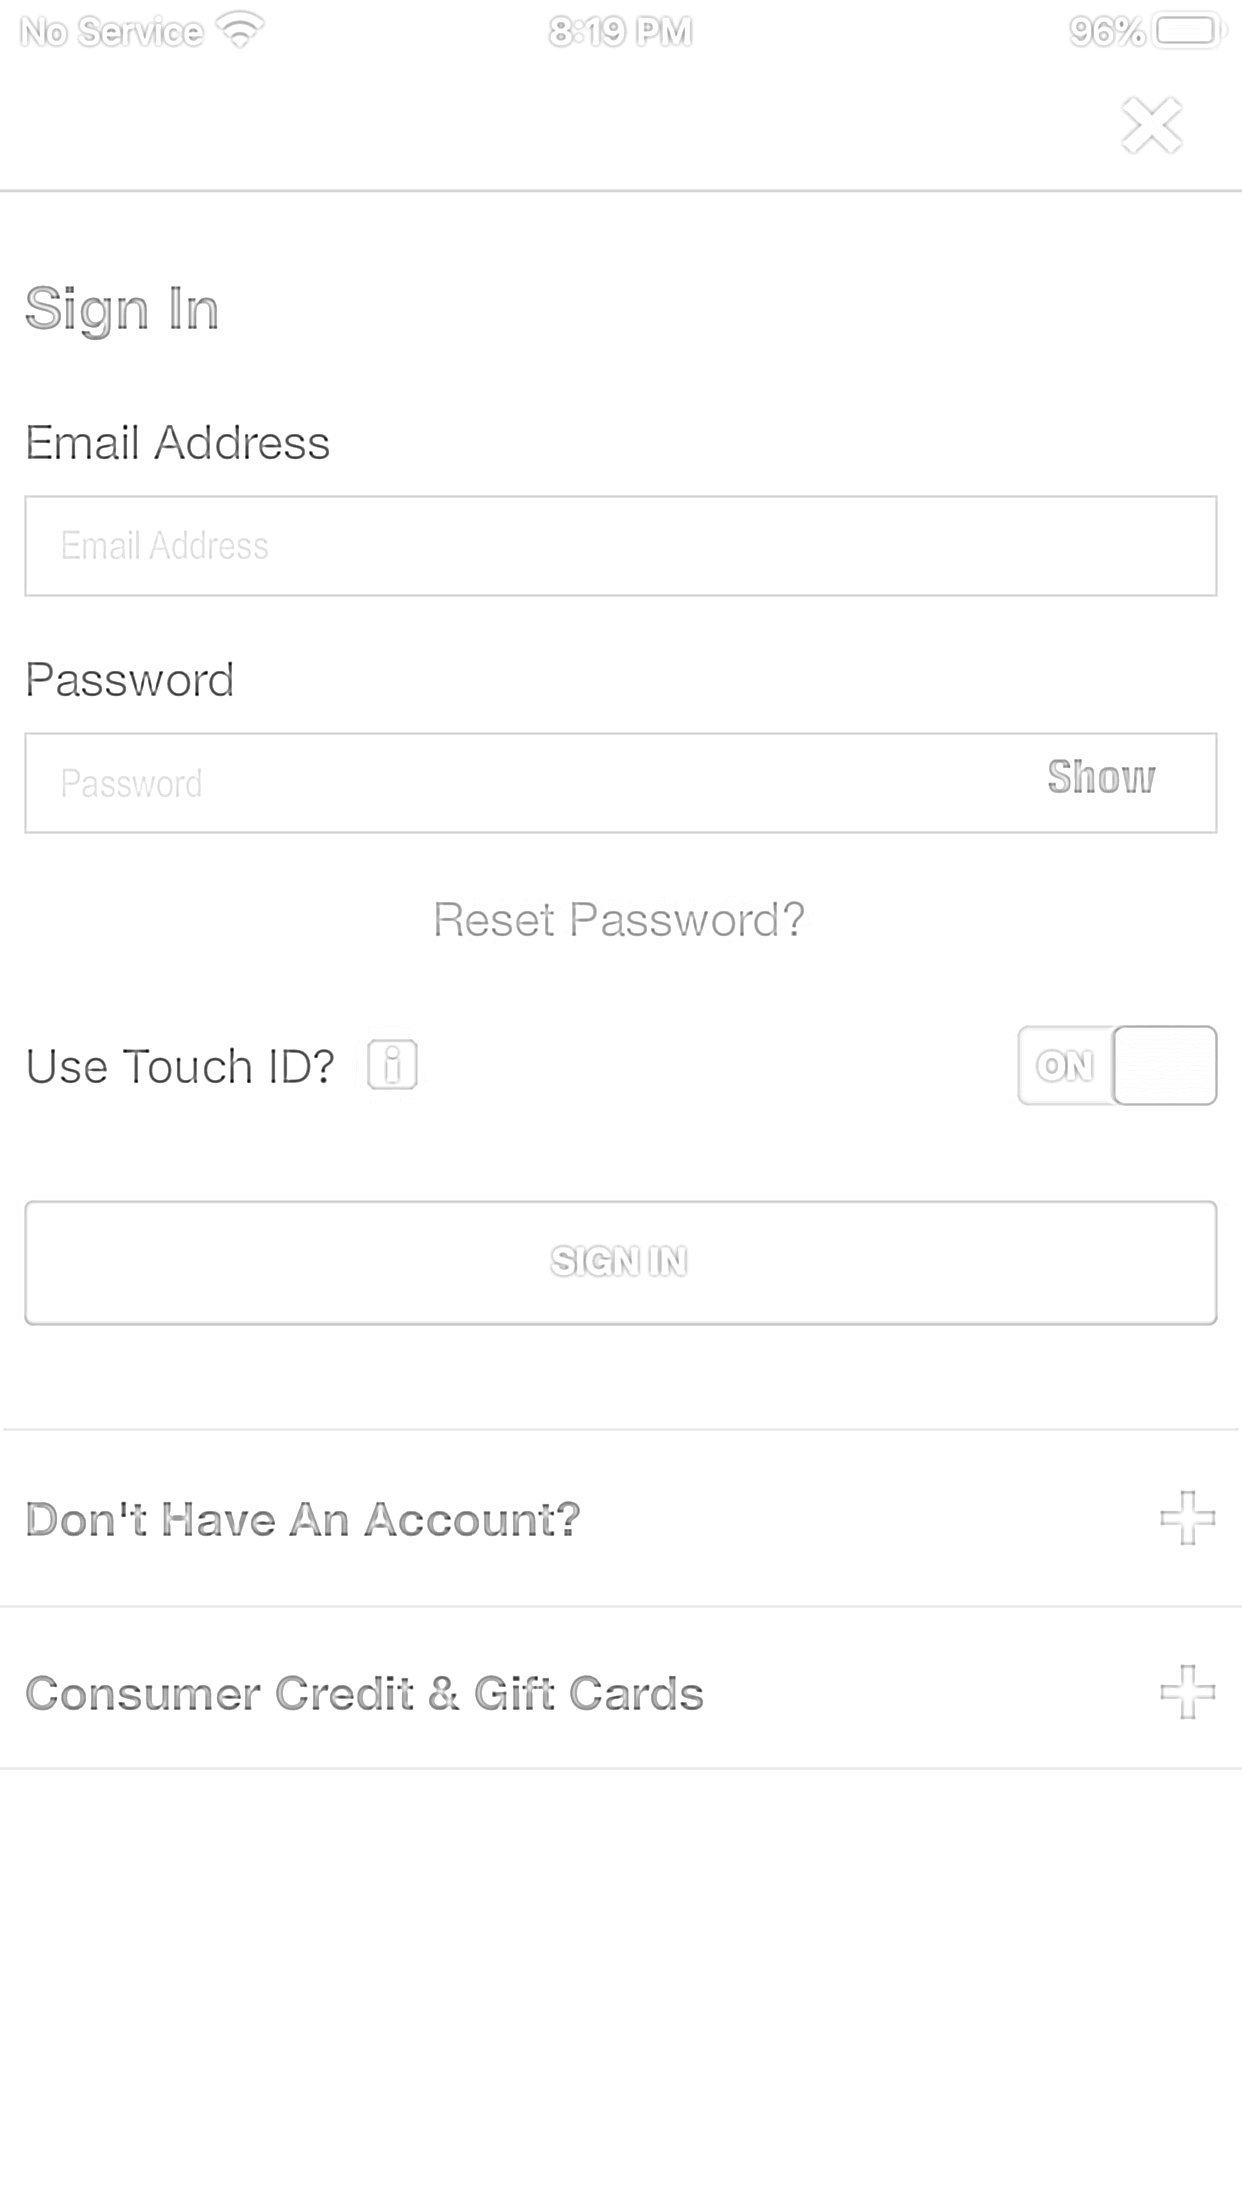 No Service 8:19 PM 96%
Sign In
Email Address
Email Address
Password
Password Show
Reset Password?
Use Touch ID? i ON
SIGN IN
Don't Have An Account?
Consumer Credit & Gift Cards